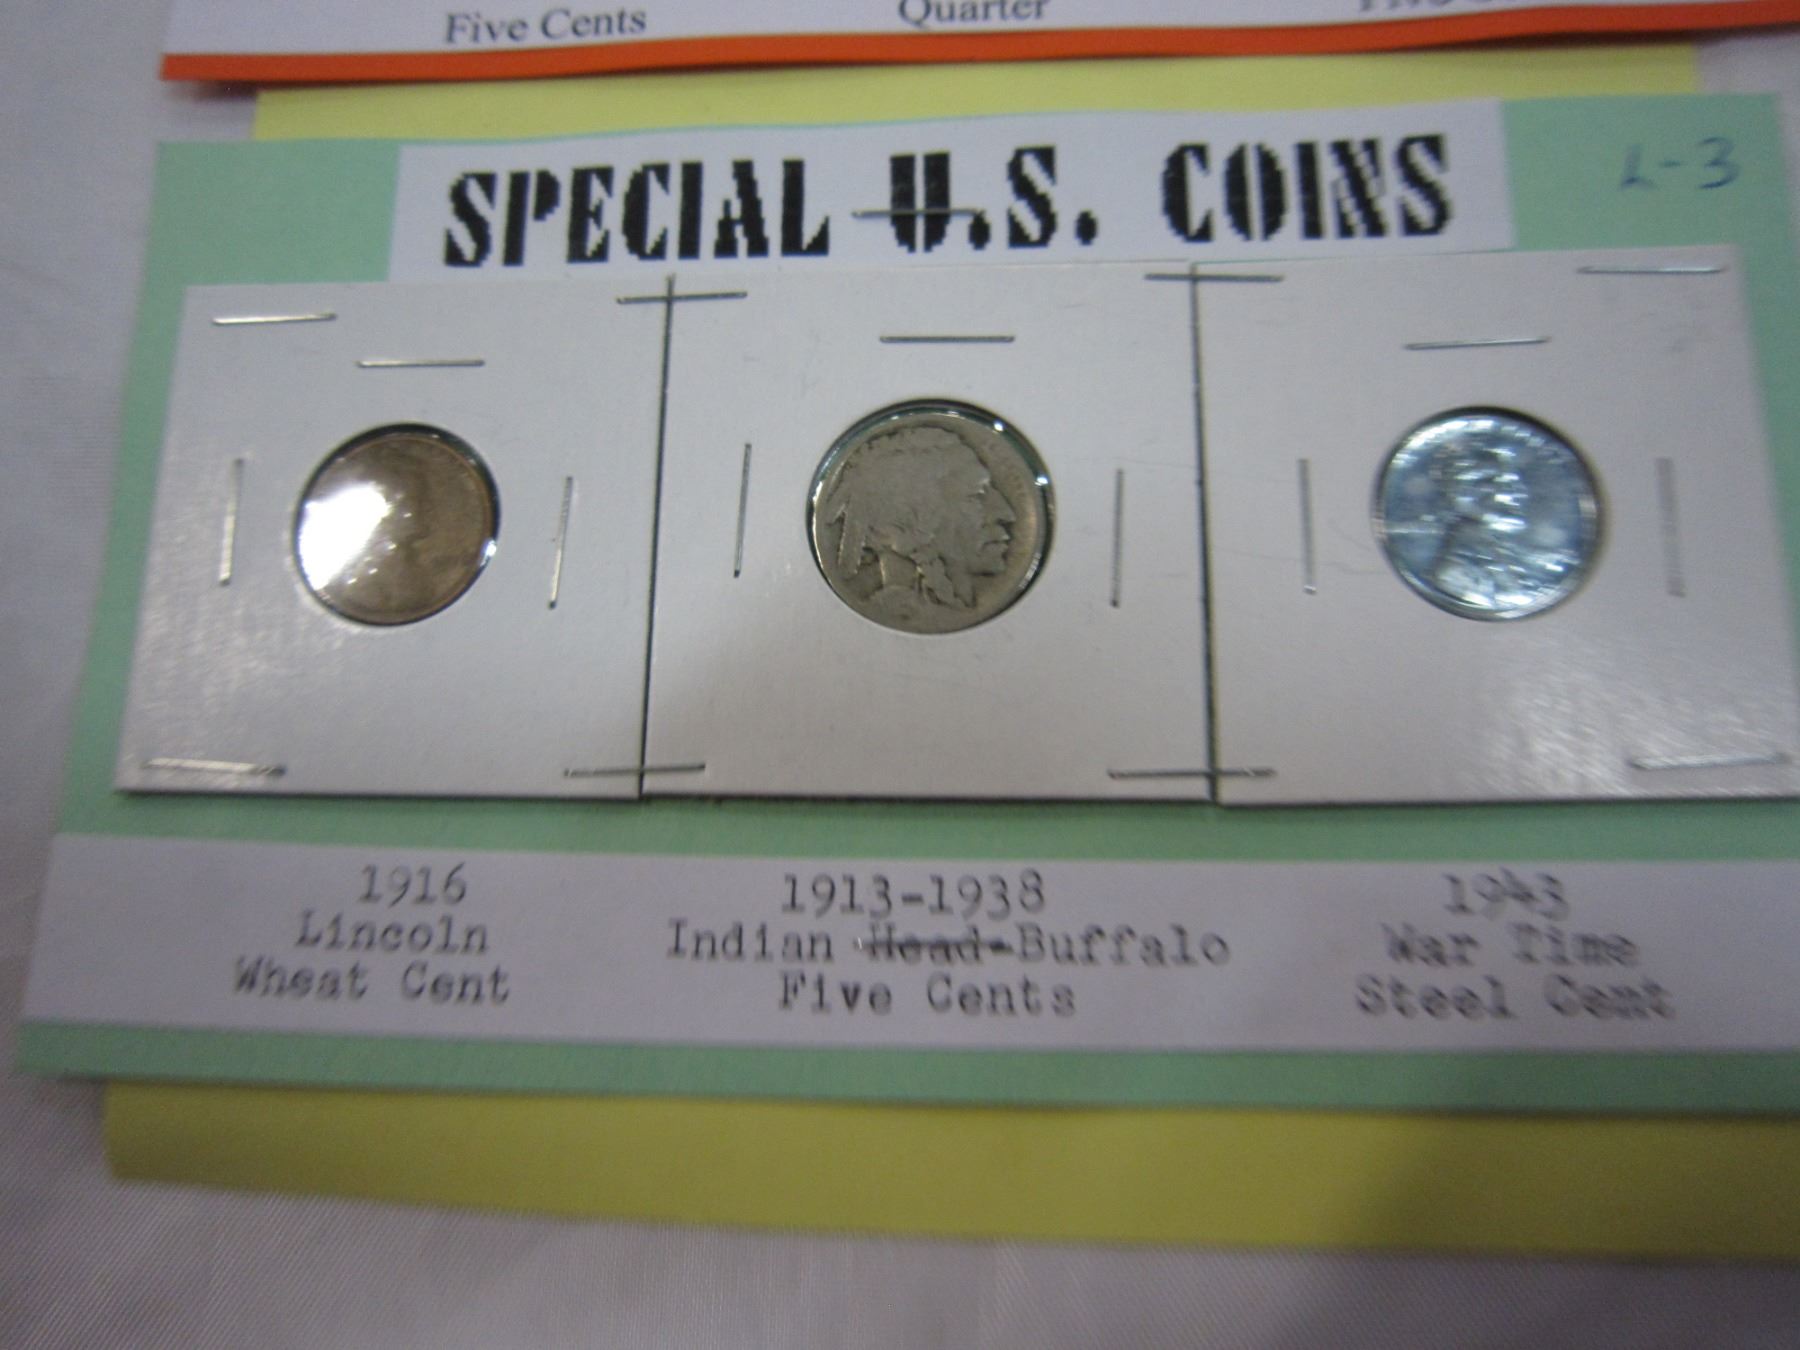 Five Cents
Quarter
SPECIAL U.S. COINS
L-3
1916
Lincoln
Wheat Cent
1913-1938
Indian Head-Buffalo
Five Cents
1943
War Time
Steel Cent